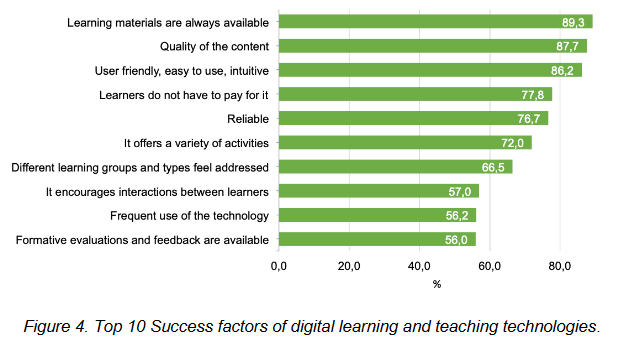 Learning materials are always available 89,3
Quality of the content 87,7
User friendly, easy to use, intuitive 86,2
Learners do not have to pay for it 77,8
Reliable 76,7
It offers a variety of activities 72,0
Different learning groups and types feel addressed 66,5
It encourages interactions between learners 57,0
Frequent use of the technology 56,2
Formative evaluations and feedback are available 56,0
0,0 20,0 40,0 60,0 80,0
%
Figure 4. Top 10 Success factors of digital learning and teaching technologies.